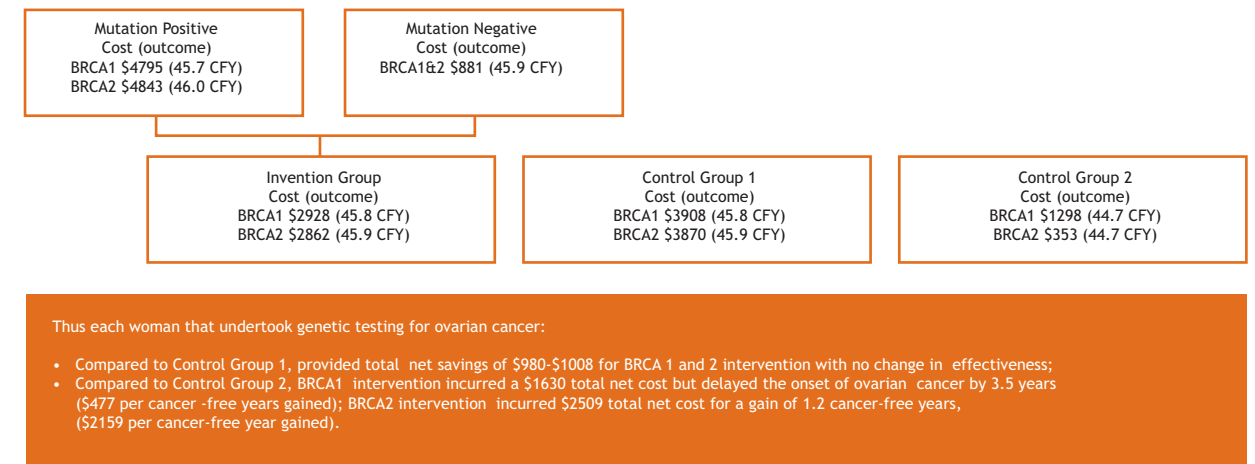 Mutation Positive
Cost (outcome)
BRCA1 $4795 (45.7 CFY)
BRCA2 $4843 (46.0 CFY)
Mutation Negative
Cost (outcome)
BRCA1&2 $881 (45.9 CFY)
Invention Group
Cost (outcome)
BRCA1 $2928 (45.8 CFY)
BRCA2 $2862 (45.9 CFY)
Control Group 1
Cost (outcome)
BRCA1 $3908 (45.8 CFY)
BRCA2 $3870 (45.9 CFY)
Control Group 2
Cost (outcome)
BRCA1 $1298 (44.7 CFY)
BRCA2 $353 (44.7 CFY)
Thus each woman that undertook genetic testing for ovarian cancer:
• Compared to Control Group 1, provided total net savings of $980-$1008 for BRCA 1 and 2 intervention with no change in effectiveness;
• Compared to Control Group 2, BRCA1 intervention incurred a $1630 total net cost but delayed the onset of ovarian cancer by 3.5 years
($477 per cancer -free years gained); BRCA2 intervention incurred $2509 total net cost for a gain of 1.2 cancer-free years,
($2159 per cancer-free year gained).